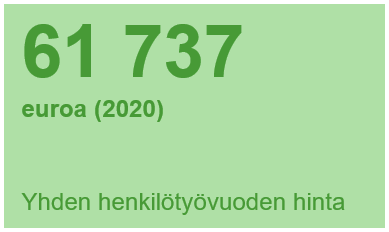 61 737
euroa (2020)
Yhden henkilötyövuoden hinta